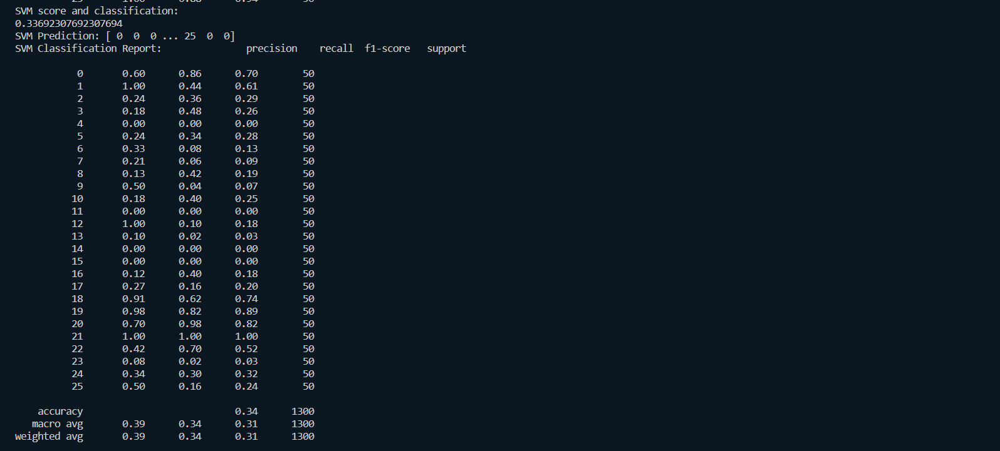 SVM score and classification:
0.33692307692307694
SVM Prediction: [ 0  0  0 ... 25  0  0]
SVM Classification Report:               precision    recall  f1-score   support
0       0.60      0.86      0.70        50
1       1.00      0.44      0.61        50
2       0.24      0.36      0.29        50
3       0.18      0.48      0.26        50
4       0.00      0.00      0.00        50
5       0.24      0.34      0.28        50
6       0.33      0.08      0.13        50
7       0.21      0.06      0.09        50
8       0.13      0.42      0.19        50
9       0.50      0.04      0.07        50
10       0.18      0.40      0.25        50
11       0.00      0.00      0.00        50
12       1.00      0.10      0.18        50
13       0.10      0.02      0.03        50
14       0.00      0.00      0.00        50
15       0.00      0.00      0.00        50
16       0.12      0.40      0.18        50
17       0.27      0.16      0.20        50
18       0.91      0.62      0.74        50
19       0.98      0.82      0.89        50
20       0.70      0.98      0.82        50
21       1.00      1.00      1.00        50
22       0.42      0.70      0.52        50
23       0.08      0.02      0.03        50
24       0.34      0.30      0.32        50
25       0.50      0.16      0.24        50
accuracy                           0.34      1300
macro avg       0.39      0.34      0.31      1300
weighted avg       0.39      0.34      0.31      1300